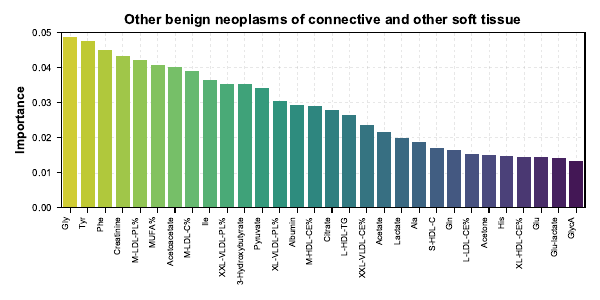 Other benign neoplasms of connective and other soft tissue
Importance
0.05
0.04
0.03
0.02
0.01
0.00
Gly
Tyr
Phe
Creatinine
M-LDL-PL%
MUFA%
Acetoacetate
M-LDL-C%
Ile
XXL-VLDL-PL%
3-Hydroxybutyrate
Pyruvate
XL-VLDL-PL%
Albumin
M-HDL-CE%
Citrate
L-HDL-TG
XXL-VLDL-CE%
Acetate
Lactate
Ala
S-HDL-C
Gln
L-LDL-CE%
Acetone
His
XL-HDL-CE%
Glu
Glu-lactate
GlycA